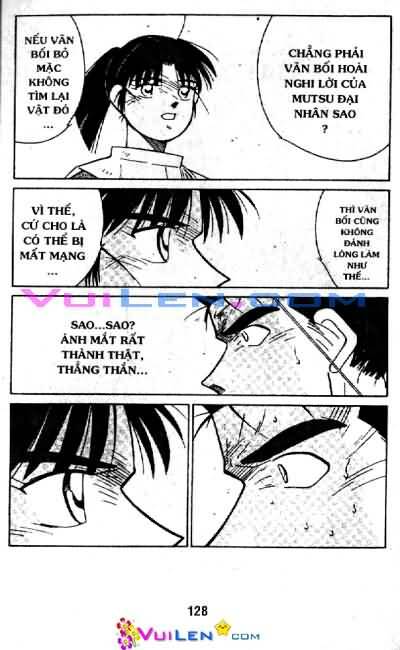 CHẲNG PHẢI
VÃN BỐI HOÀI
NGHI LỜI CỦA
MUTSU ĐẠI
NHÂN SAO
?
NẾU VÃN
BỐI BỎ
MẶC KHÔNG
TÌM LẠI
VẬT ĐÓ
...
THÌ VÃN
BỐI CŨNG
KHÔNG
ĐÀNH
LÒNG LÀM
NHƯ
THẾ...
VÌ THẾ,
CỨ CHO LÀ
CÓ THỂ BỊ
MẤT MẠNG
...
VUILEN.COM
SAO...SAO?
ÁNH MẮT RẤT
THÀNH THẬT,
THẲNG THẮN...
128
VUILEN.COM